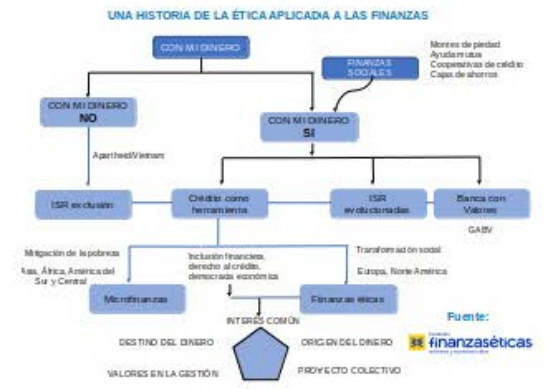 UNA HISTORIA DE LA ÉTICA APLICADA A LAS FINANZAS
CON MI DINERO
FINANZAS
SOCIALES
Montes de piedad
Ayuda mutua
Cooperativas de crédito
Cajas de ahorros
CON MI DINERO
NO
CON MI DINERO
SÍ
Apartheid/Vietnam
ISR exclusión
Crédito como
herramienta
ISR
evolucionadas
Banca con
Valores
GABV
Mitigación de la pobreza
Asia, África, América del
Sur y Central
Inclusión financiera,
derecho al crédito,
democracia económica
Transformación social
Europa, Norte América
Microfinanzas
Finanzas éticas
INTERÉS COMÚN
Fuente:
finanzaséticas
DESTINO DEL DINERO
ORIGEN DEL DINERO
VALORES EN LA GESTIÓN
PROYECTO COLECTIVO